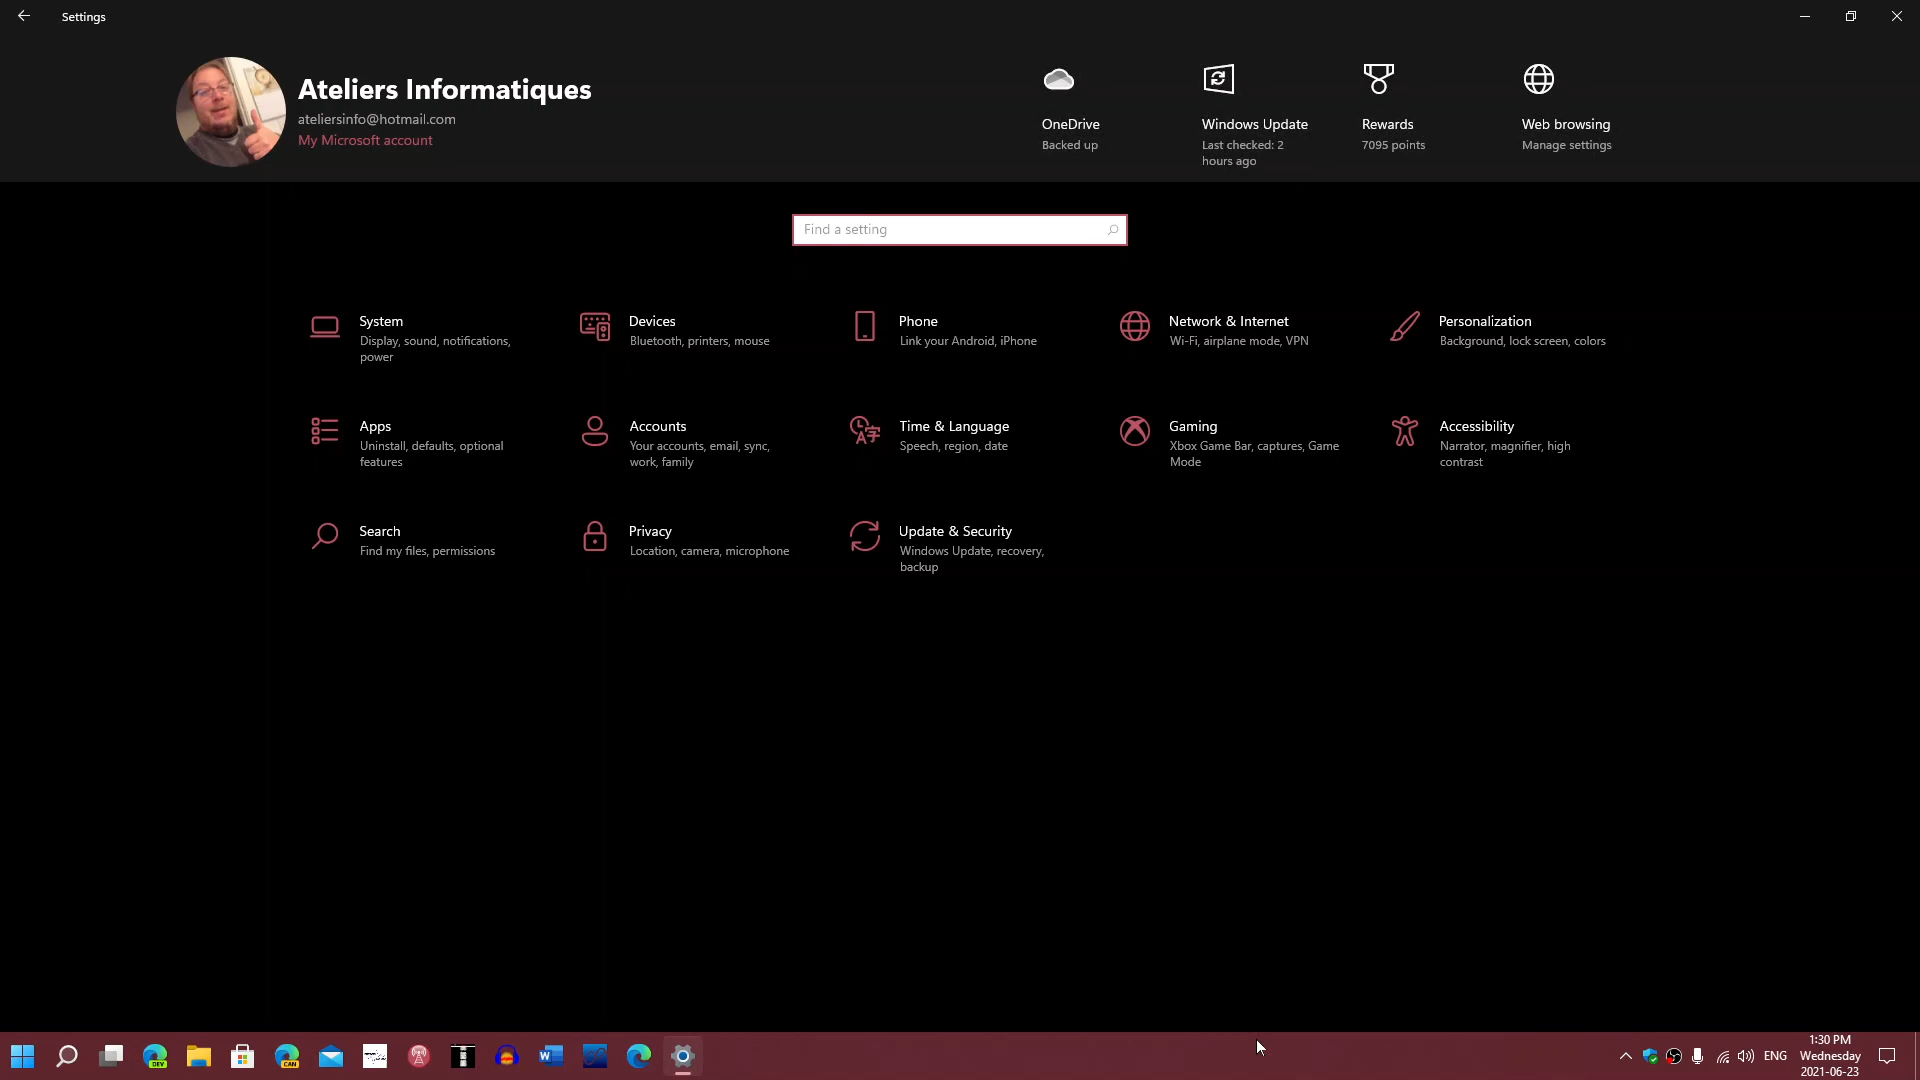 Settings
Ateliers Informatiques
ateliersinfo@hotmail.com
My Microsoft account
OneDrive
Backed up
Windows Update
Last checked: 2
hours ago
Rewards
7095 points
Web browsing
Manage settings
Find a setting
System
Display, sound, notifications,
power
Devices
Bluetooth, printers, mouse
Phone
Link your Android, iPhone
Network & Internet
Wi-Fi, airplane mode, VPN
Personalization
Background, lock screen, colors
Apps
Uninstall, defaults, optional
features
Accounts
Your accounts, email, sync,
work, family
Time & Language
Speech, region, date
Gaming
Xbox Game Bar, captures, Game
Mode
Accessibility
Narrator, magnifier, high
contrast
Search
Find my files, permissions
Privacy
Location, camera, microphone
Update & Security
Windows Update, recovery,
backup
DEV
CAN
ENG
1:30 PM
Wednesday
2021-06-23